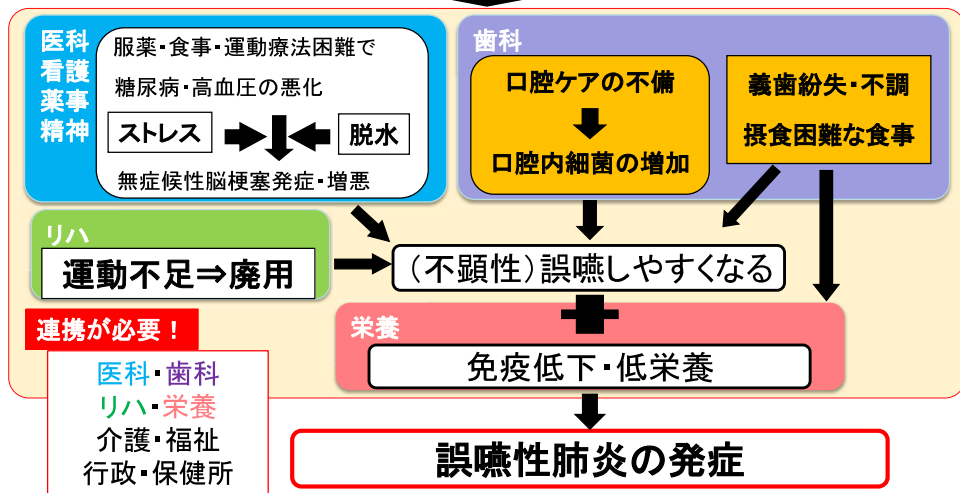 医科
看護
薬事
精神
服薬・食事・運動療法困難で
糖尿病・高血圧の悪化
ストレス
脱水
無症候性脳梗塞発症・増悪
歯科
口腔ケアの不備
口腔内細菌の増加
義歯紛失・不調
摂食困難な食事
リハ
運動不足⇒廃用
（不顕性）誤嚥しやすくなる
栄養
免疫低下・低栄養
連携が必要！
医科・歯科
リハ・栄養
介護・福祉
行政・保健所
誤嚥性肺炎の発症